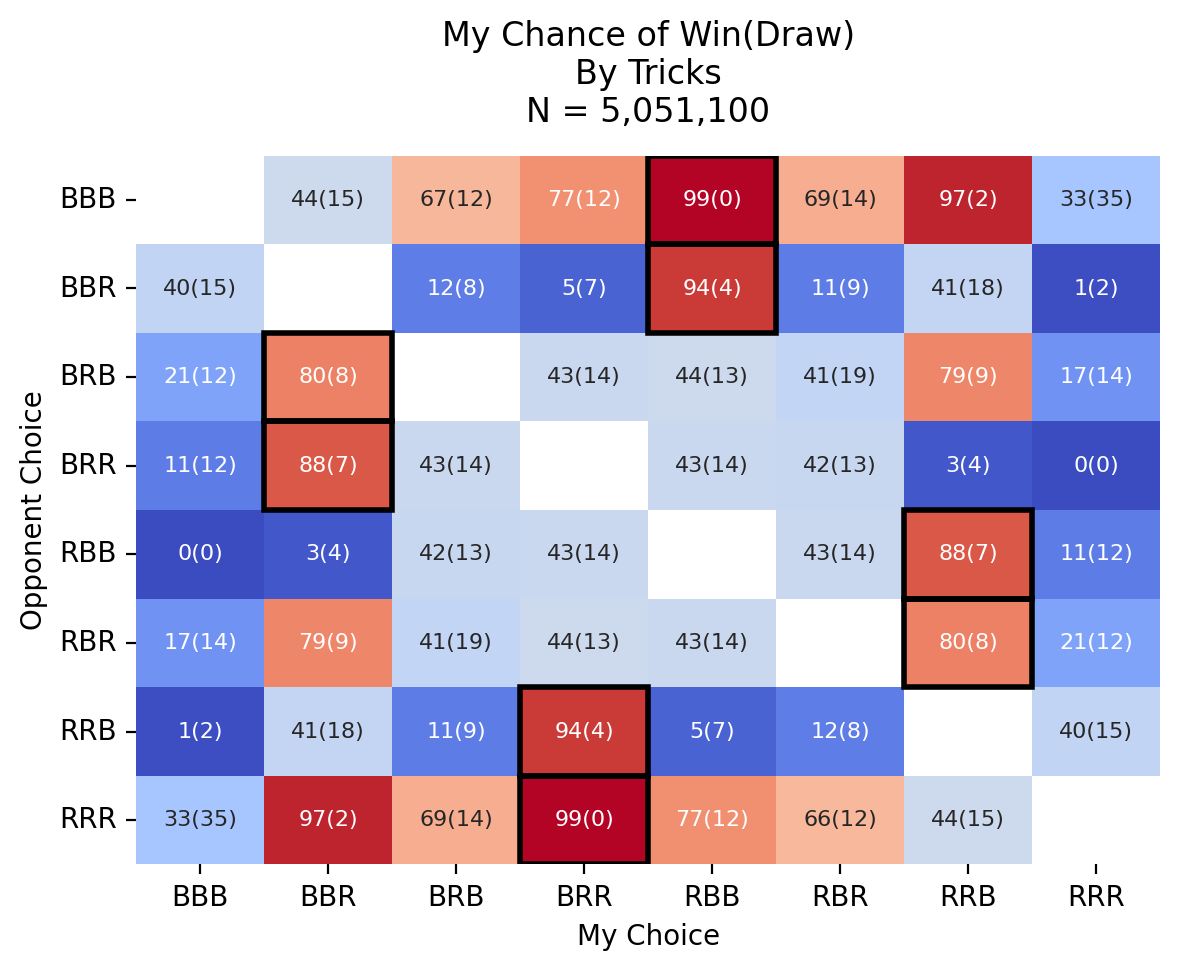 My Chance of Win(Draw)
By Tricks
N = 5,051,100
Opponent Choice
BBB 44(15) 67(12) 77(12) 99(0) 69(14) 97(2) 33(35)
BBR 40(15) 12(8) 5(7) 94(4) 11(9) 41(18) 1(2)
BRB 21(12) 80(8) 43(14) 44(13) 41(19) 79(9) 17(14)
BRR 11(12) 88(7) 43(14) 43(14) 42(13) 3(4) 0(0)
RBB 0(0) 3(4) 42(13) 43(14) 43(14) 88(7) 11(12)
RBR 17(14) 79(9) 41(19) 44(13) 43(14) 80(8) 21(12)
RRB 1(2) 41(18) 11(9) 94(4) 5(7) 12(8) 40(15)
RRR 33(35) 97(2) 69(14) 99(0) 77(12) 66(12) 44(15)
BBB BBR BRB BRR RBB RBR RRB RRR
My Choice